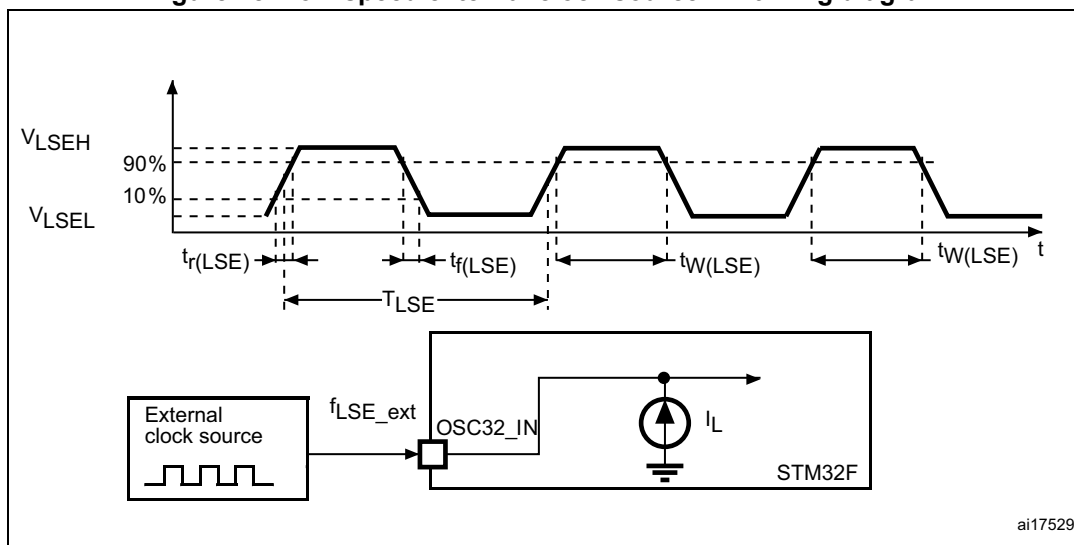 V_LSEH
90%
10%
V_LSEL
t_r(LSE)
t_f(LSE)
t_W(LSE)
t_W(LSE)
t
T_LSE
External
clock source
f_LSE_ext
OSC32_IN
I_L
STM32F
ai17529